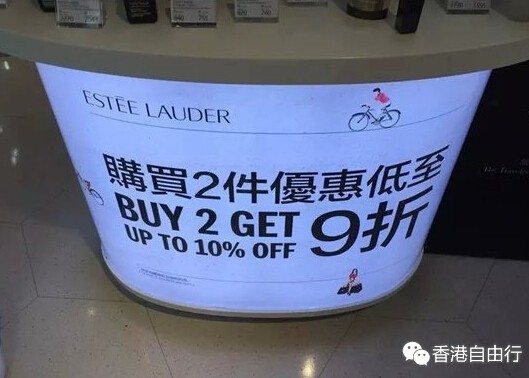 ESTĒE LAUDER
購買2件優惠低至
BUY 2 GET
9折
UP TO 10% OFF
香港自由行